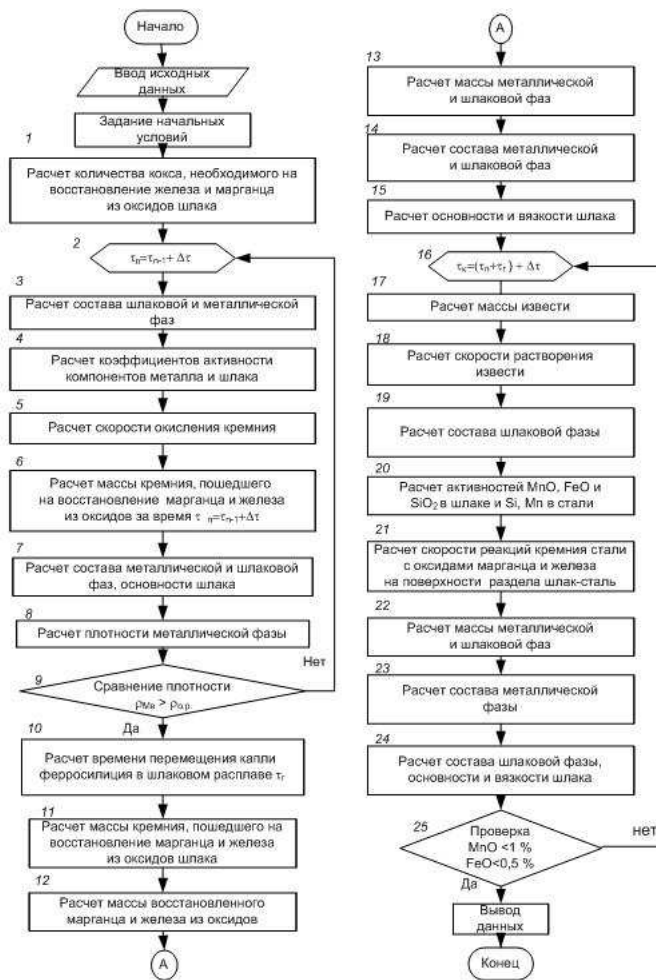 Начало
Ввод исходных
данных
Задание начальных
условий
1
Расчет количества кокса, необходимого на
восстановление железа и марганца
из оксидов шлака
2
τn=τn-1+ Δτ
3
Расчет состава шлаковой и металлической
фаз
4
Расчет коэффициентов активности
компонентов металла и шлака
5
Расчет скорости окисления кремния
6
Расчет массы кремния, пошедшего
на восстановление марганца и железа
из оксидов за время τ n=τn-1+Δτ
7
Расчет состава металлической и шлаковой
фаз, основности шлака
8
Расчет плотности металлической фазы
Нет
9
Сравнение плотности
ρМе > ρо.р.
Да
10
Расчет времени перемещения капли
ферросилиция в шлаковом расплаве τг
11
Расчет массы кремния, пошедшего на
восстановление марганца и железа
из оксидов шлака
12
Расчет массы восстановленного
марганца и железа из оксидов
А
А
13
Расчет массы металлической
и шлаковой фаз
14
Расчет состава металлической
и шлаковой фаз
15
Расчет основности и вязкости шлака
16
τк=(τn+τг) + Δτ
17
Расчет массы извести
18
Расчет скорости растворения
извести
19
Расчет состава шлаковой фазы
20
Расчет активностей MnO, FeO и
SiO2 в шлаке и Si, Mn в стали
21
Расчет скорости реакций кремния стали
с оксидами марганца и железа
на поверхности раздела шлак-сталь
22
Расчет массы металлической
и шлаковой фаз
23
Расчет состава металлической
фазы
24
Расчет состава шлаковой фазы,
основности и вязкости шлака
25
Проверка
MnO <1 %
FeO<0,5 %
нет
Да
Вывод
данных
Конец